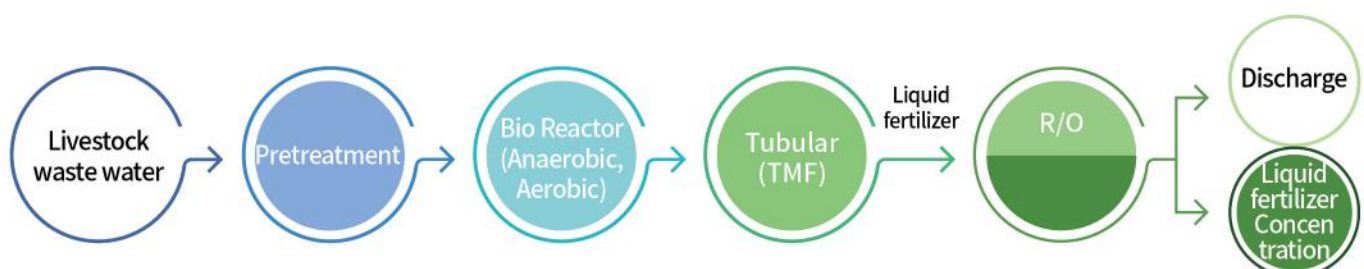 Livestock
waste water
Pretreatment
Bio Reactor
(Anaerobic,
Aerobic)
Tubular
(TMF)
Liquid
fertilizer
R/O
Discharge
Liquid
fertilizer
Concen
tration